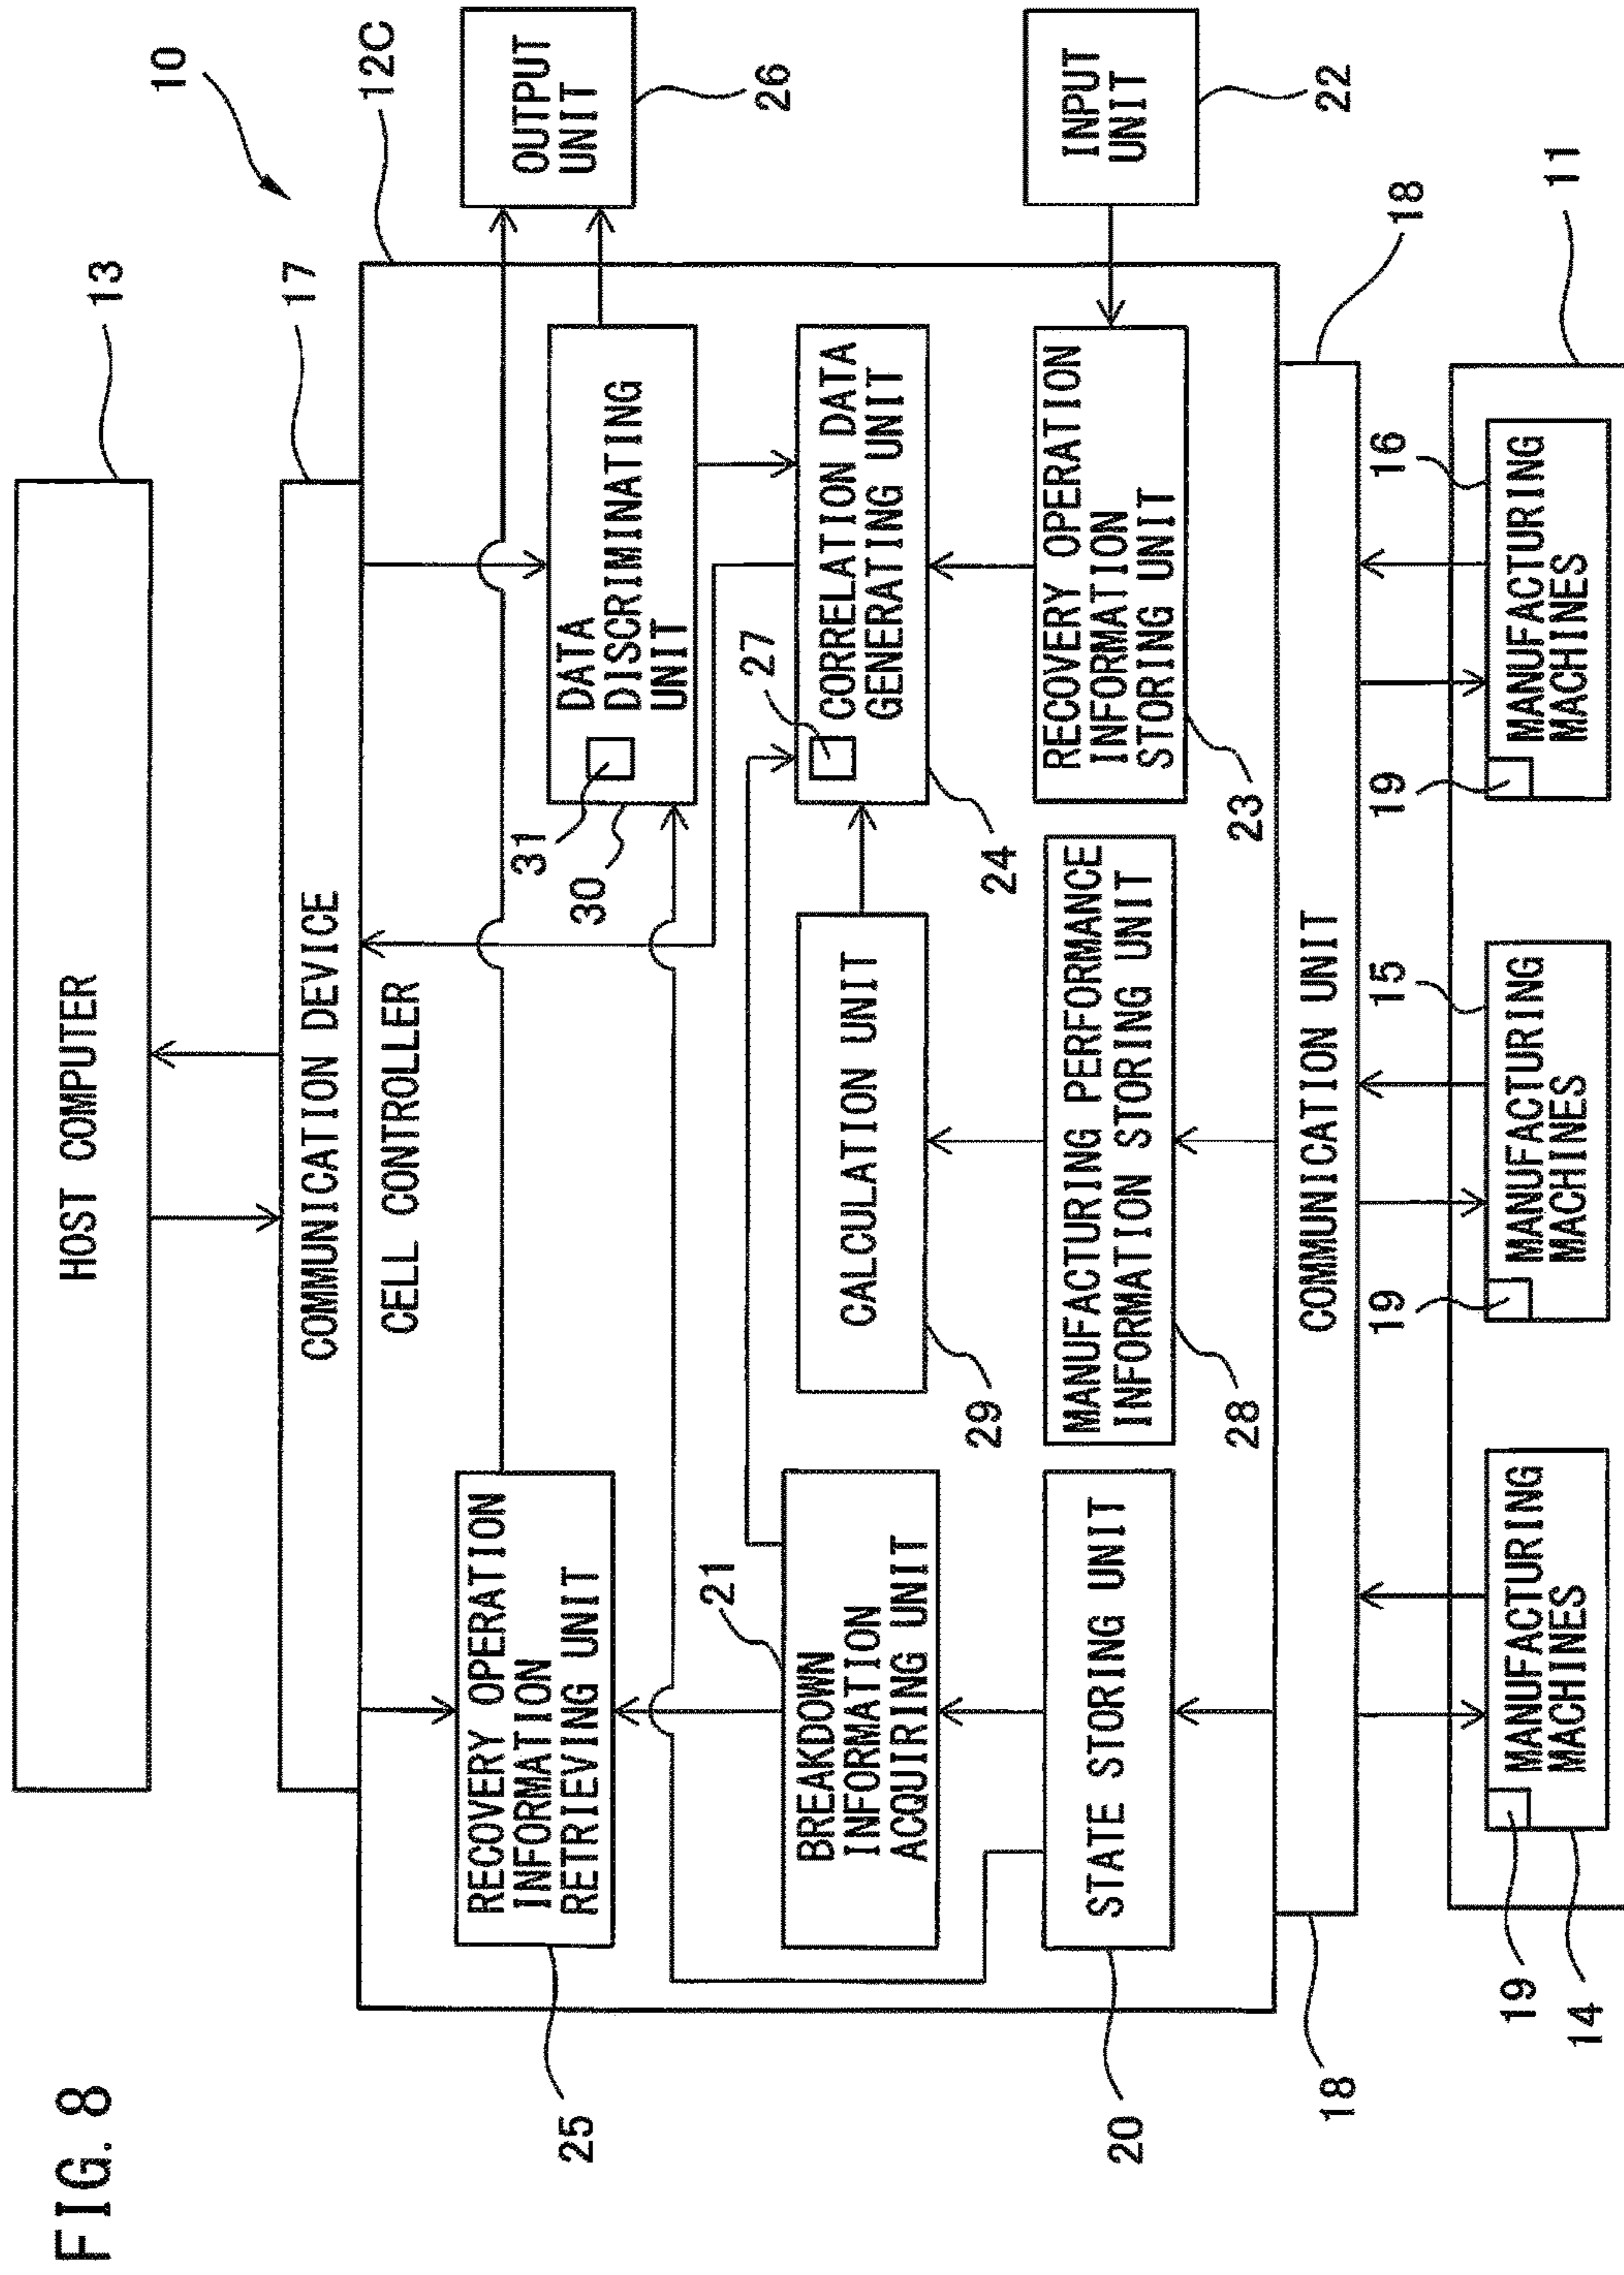 FIG. 8
10
HOST COMPUTER
13
COMMUNICATION DEVICE
17
CELL CONTROLLER
12C
RECOVERY OPERATION
INFORMATION
RETRIEVING UNIT
25
OUTPUT
UNIT
26
DATA
DISCRIMINATING
UNIT
31
30
BREAKDOWN
INFORMATION
ACQUIRING UNIT
21
CALCULATION UNIT
29
CORRELATION DATA
GENERATING UNIT
27
24
STATE STORING UNIT
20
MANUFACTURING PERFORMANCE
INFORMATION STORING UNIT
28
RECOVERY OPERATION
INFORMATION
STORING UNIT
23
INPUT
UNIT
22
COMMUNICATION UNIT
18
18
11
MANUFACTURING
MACHINES
19
14
MANUFACTURING
MACHINES
19
15
MANUFACTURING
MACHINES
19
16